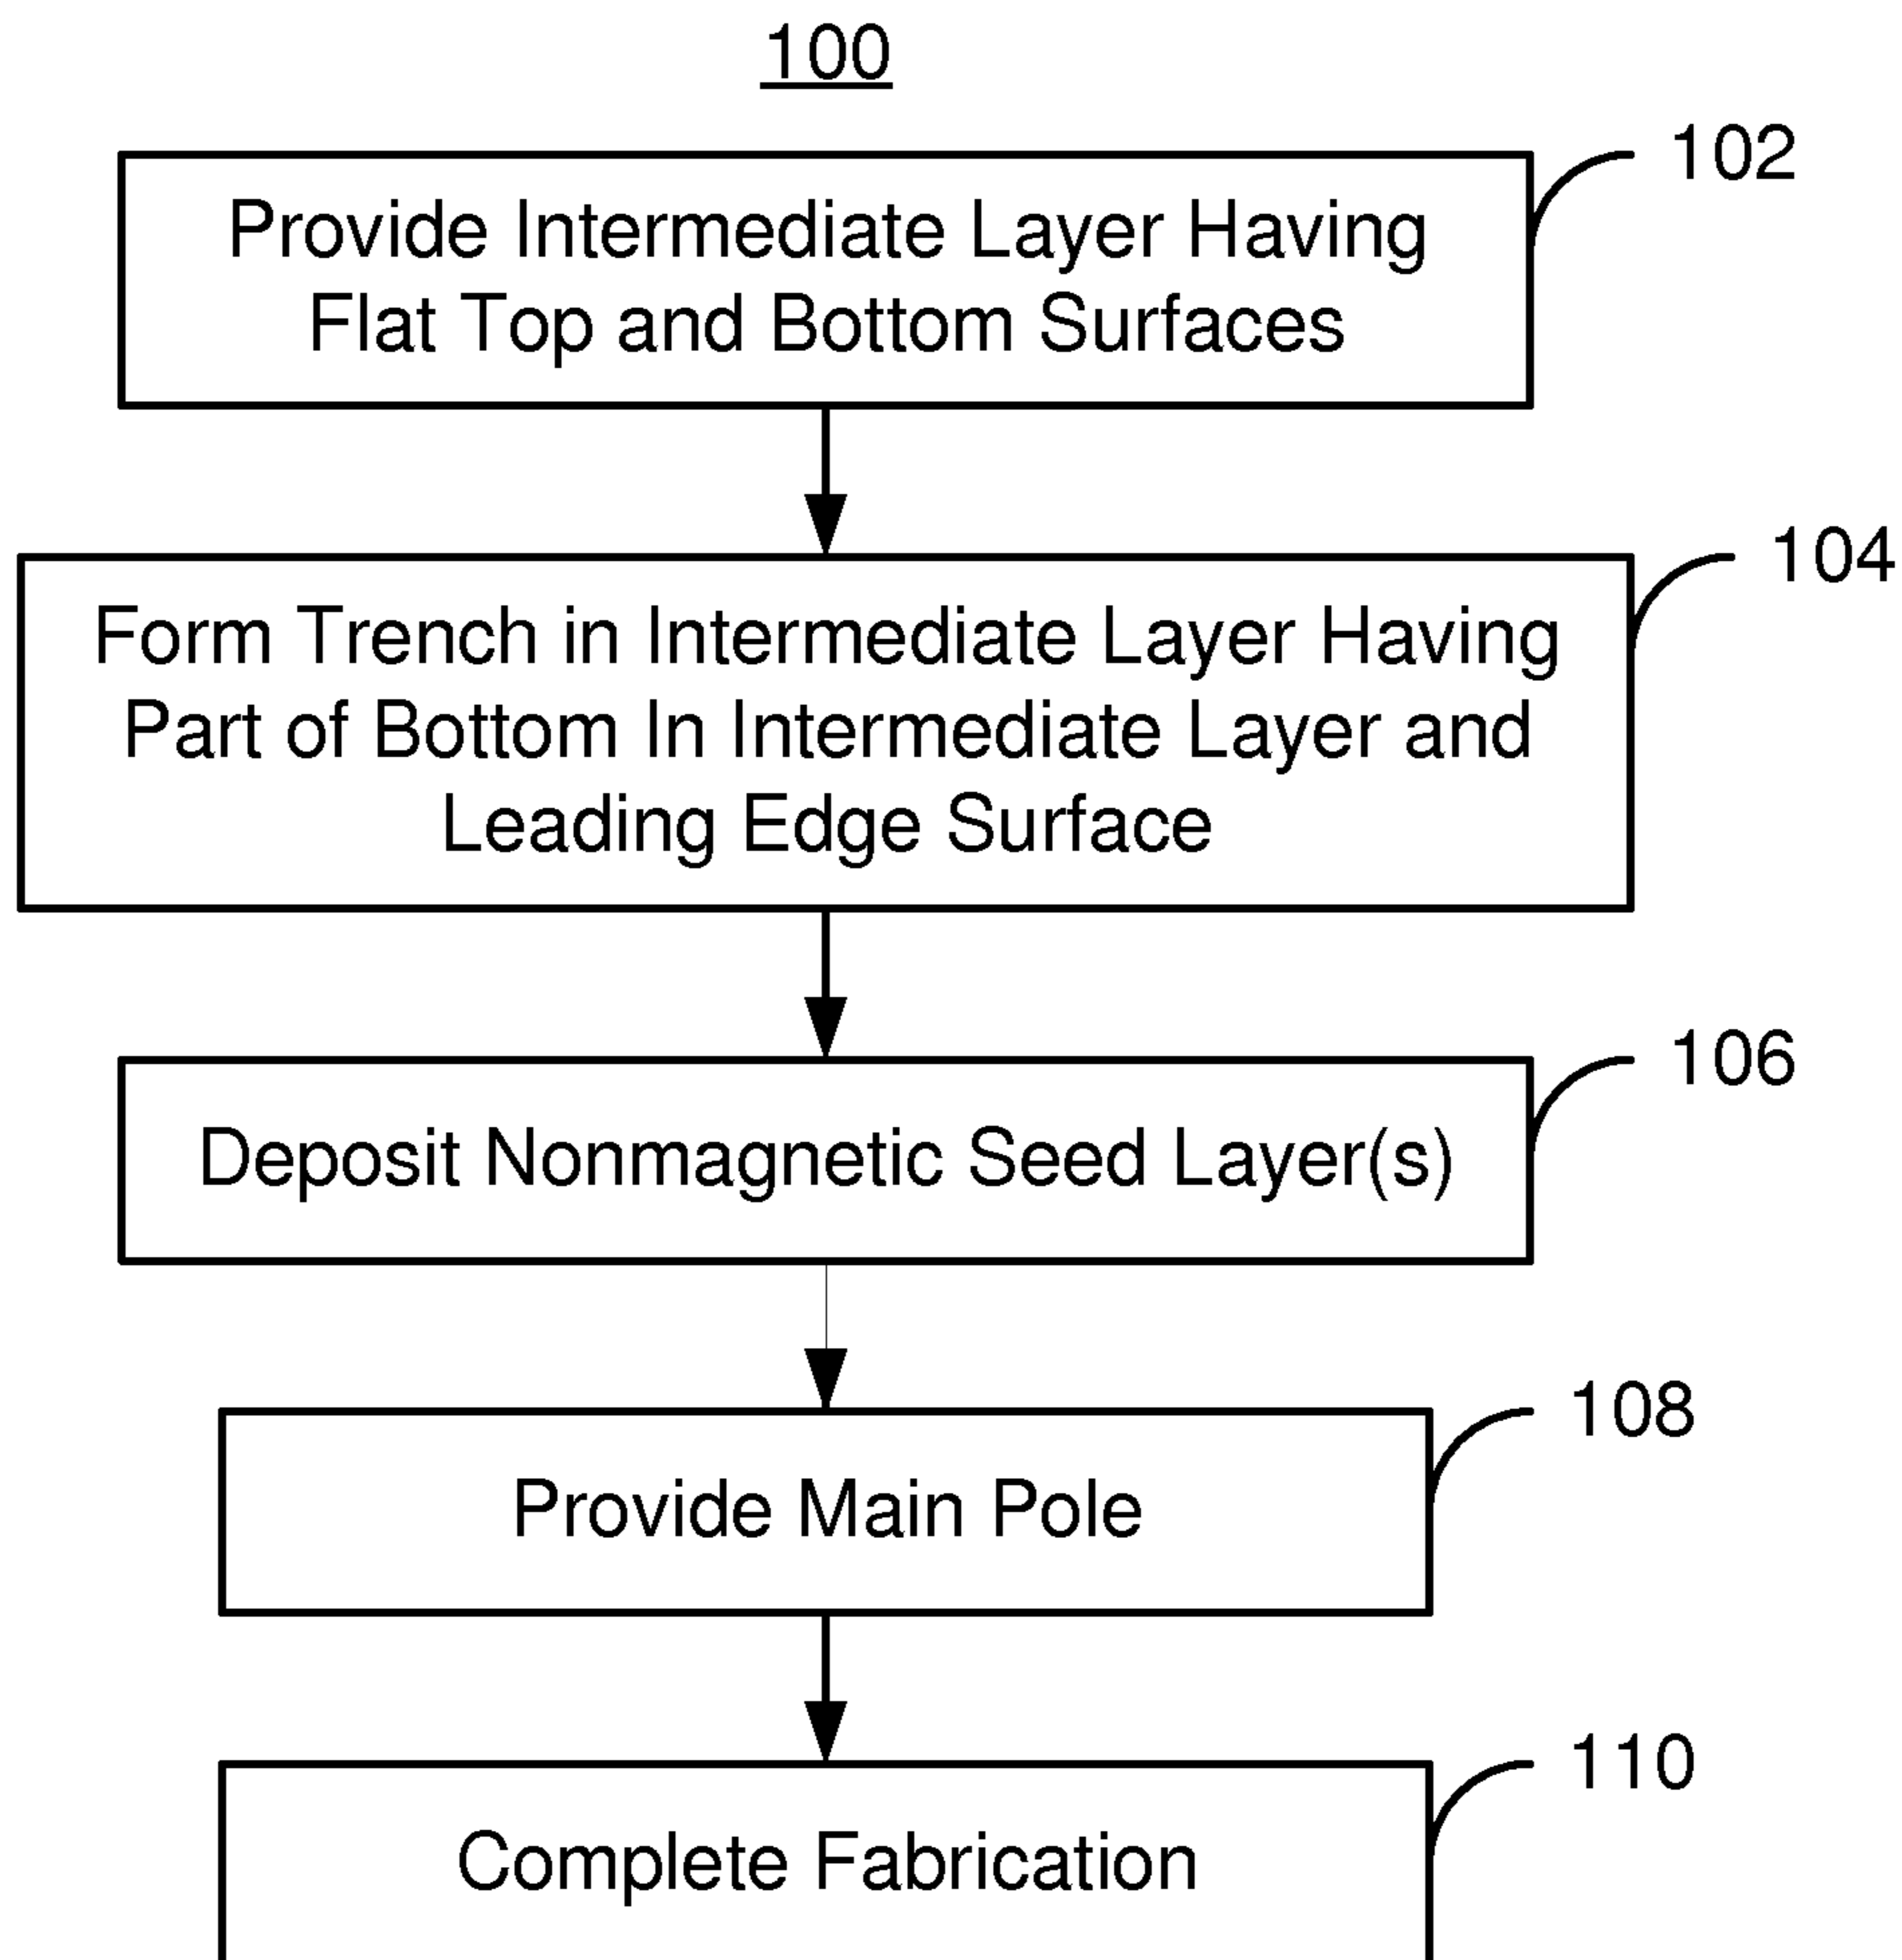 100
102
Provide Intermediate Layer Having
Flat Top and Bottom Surfaces
104
Form Trench in Intermediate Layer Having
Part of Bottom In Intermediate Layer and
Leading Edge Surface
106
Deposit Nonmagnetic Seed Layer(s)
108
Provide Main Pole
110
Complete Fabrication